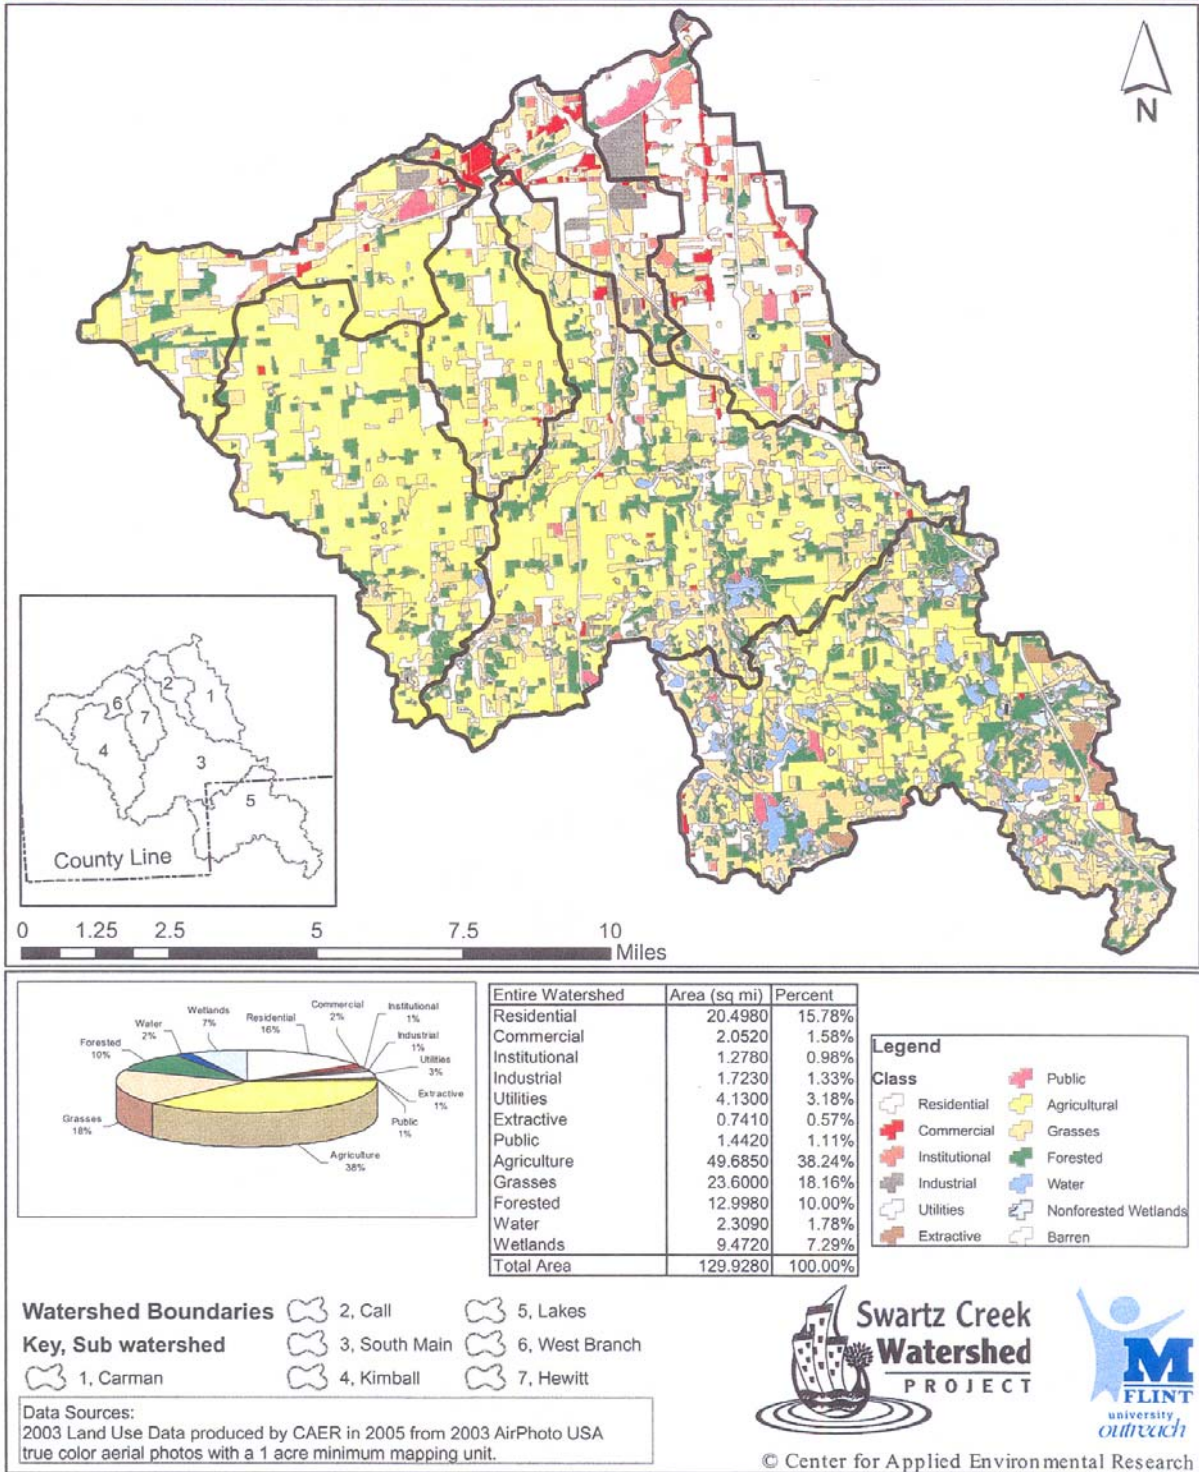 N
6
2
1
7
4
3
5
County Line
0 1.25 2.5 5 7.5 10
Miles
Wetlands
7%
Residential
16%
Commercial
2%
Institutional
1%
Industrial
1%
Utilities
3%
Extractive
1%
Public
1%
Agriculture
38%
Grasses
18%
Forested
10%
Water
2%
Entire Watershed Area (sq mi) Percent
Residential 20.4980 15.78%
Commercial 2.0520 1.58%
Institutional 1.2780 0.98%
Industrial 1.7230 1.33%
Utilities 4.1300 3.18%
Extractive 0.7410 0.57%
Public 1.4420 1.11%
Agriculture 49.6850 38.24%
Grasses 23.6000 18.16%
Forested 12.9980 10.00%
Water 2.3090 1.78%
Wetlands 9.4720 7.29%
Total Area 129.9280 100.00%
Legend
Class
Residential
Commercial
Institutional
Industrial
Utilities
Extractive
Public
Agricultural
Grasses
Forested
Water
Nonforested Wetlands
Barren
Watershed Boundaries
Key, Sub watershed
1, Carman
2, Call
3, South Main
4, Kimball
5, Lakes
6, West Branch
7, Hewitt
Data Sources:
2003 Land Use Data produced by CAER in 2005 from 2003 AirPhoto USA
true color aerial photos with a 1 acre minimum mapping unit.
Swartz Creek
Watershed
PROJECT
M
FLINT
university
outreach
© Center for Applied Environmental Research